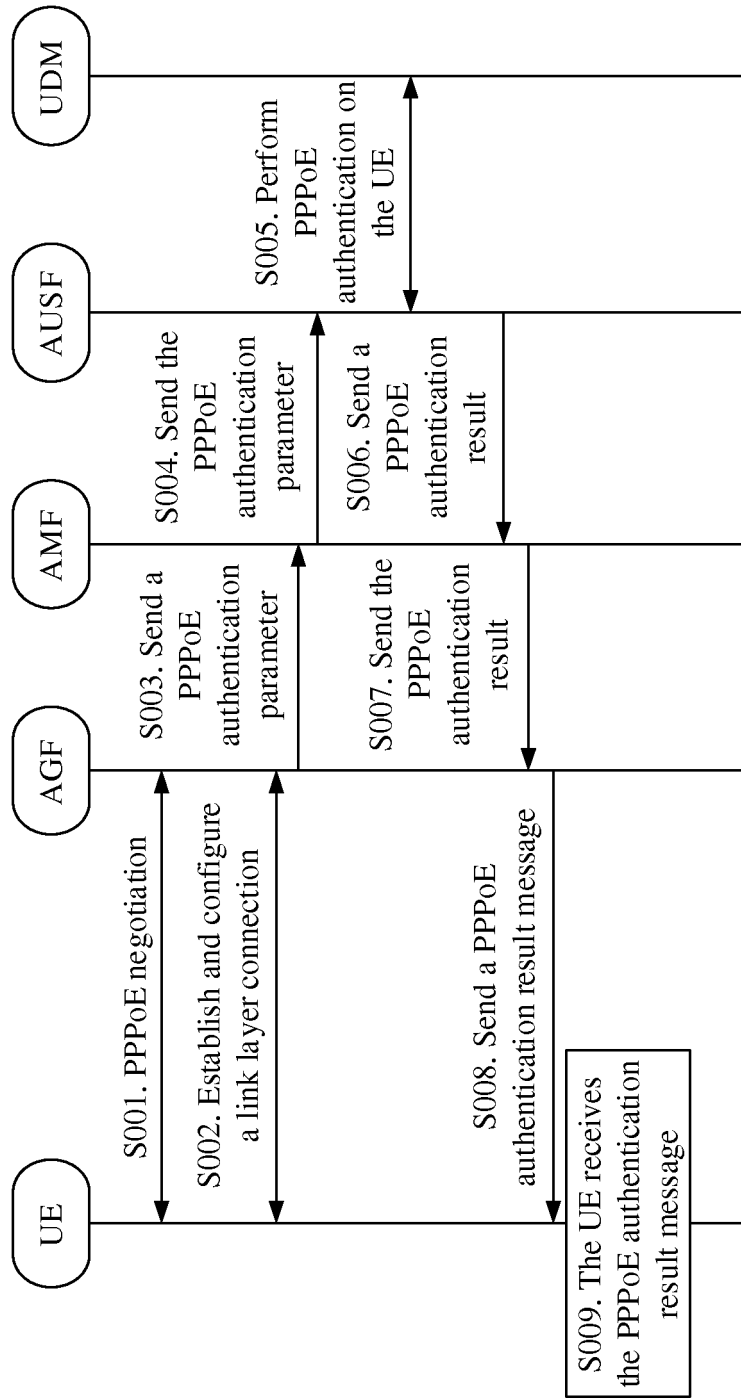 UE
AGF
AMF
AUSF
UDM
S001. PPPoE negotiation
S002. Establish and configure
a link layer connection
S003. Send a
PPPoE
authentication
parameter
S004. Send the
PPPoE
authentication
parameter
S005. Perform
PPPoE
authentication on
the UE
S006. Send a
PPPoE
authentication
result
S007. Send the
PPPoE
authentication
result
S008. Send a PPPoE
authentication result message
S009. The UE receives
the PPPoE authentication
result message